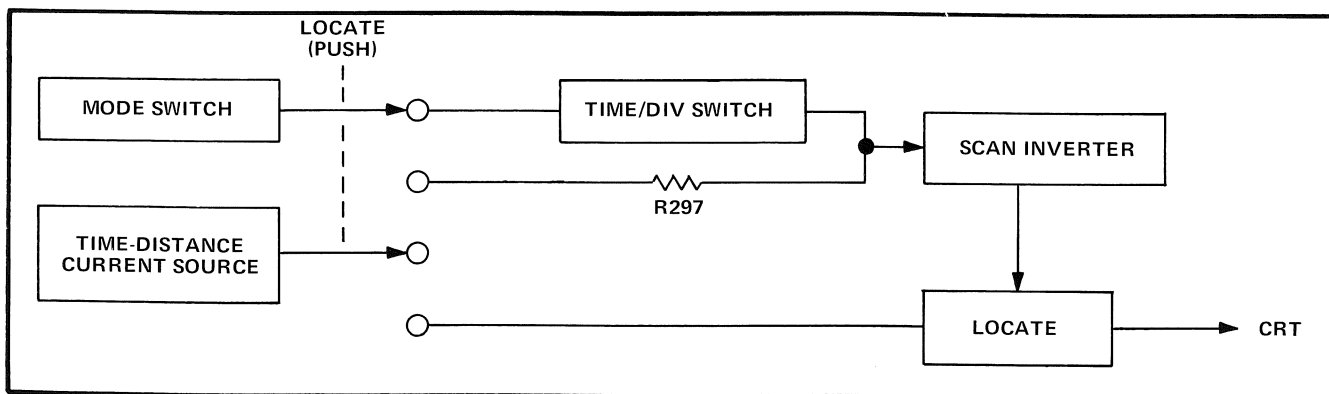 LOCATE
(PUSH)
MODE SWITCH
TIME/DIV SWITCH
SCAN INVERTER
R297
TIME-DISTANCE
CURRENT SOURCE
LOCATE
CRT